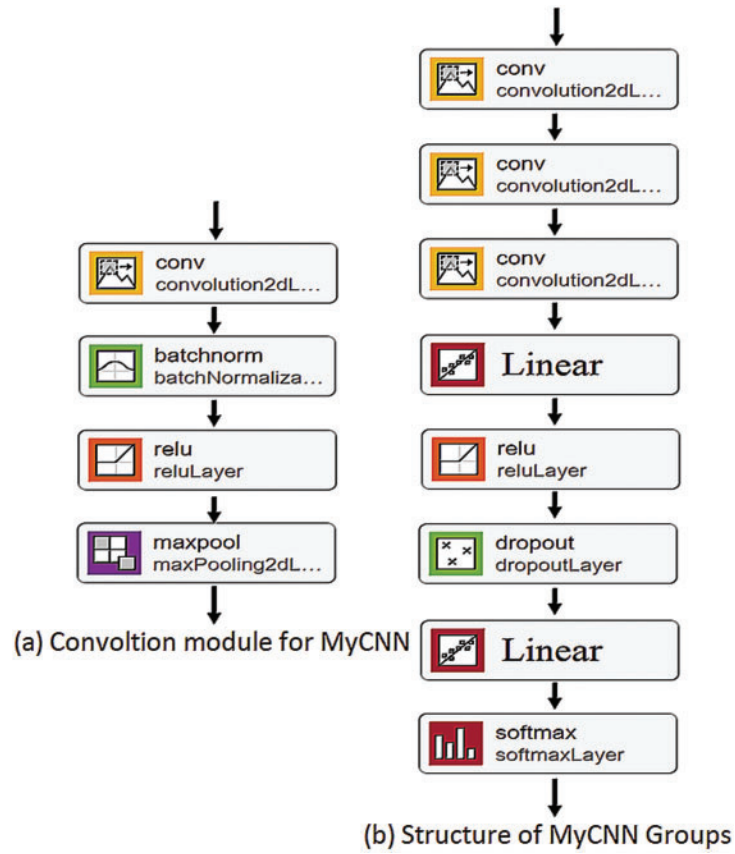 conv
convolution2dL...
batchnorm
batchNormaliza...
relu
reluLayer
maxpool
maxPooling2dL...
(a) Convoltion module for MyCNN
conv
convolution2dL...
conv
convolution2dL...
conv
convolution2dL...
Linear
relu
reluLayer
dropout
dropoutLayer
Linear
softmax
softmaxLayer
(b) Structure of MyCNN Groups